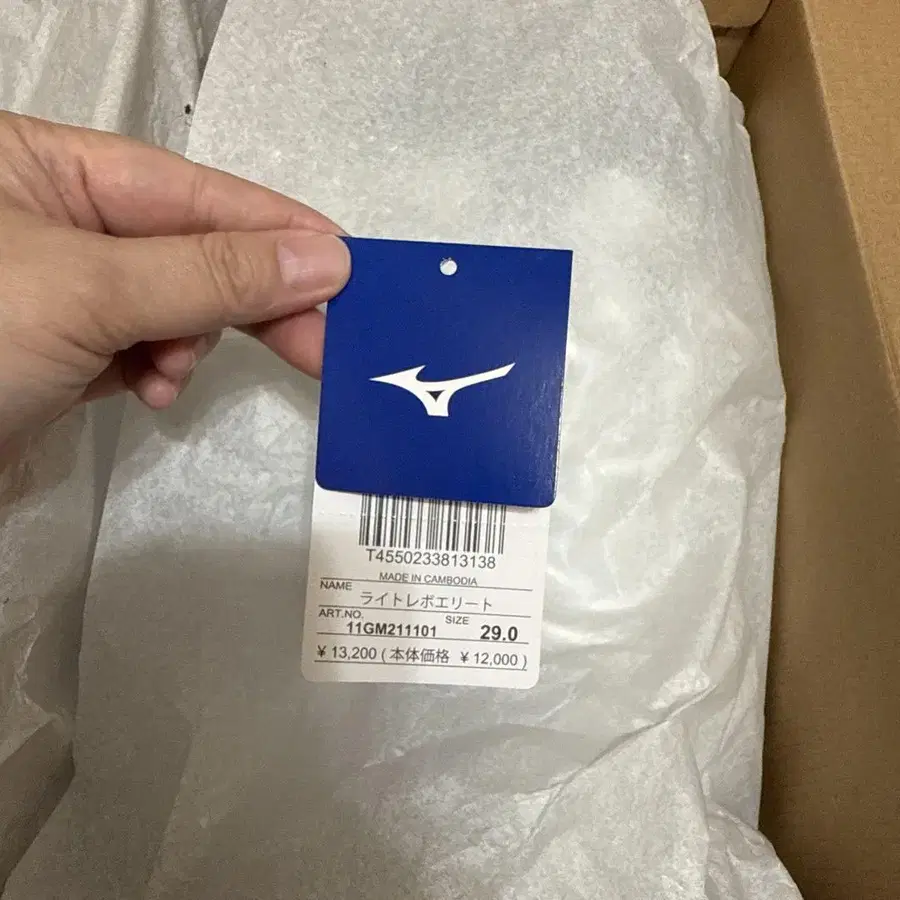 T4550233813138
MADE IN CAMBODIA
NAME
ライトレボエリート
ART.NO.
SIZE
11GM211101
29.0
¥13,200 (本体価格 ¥12,000)